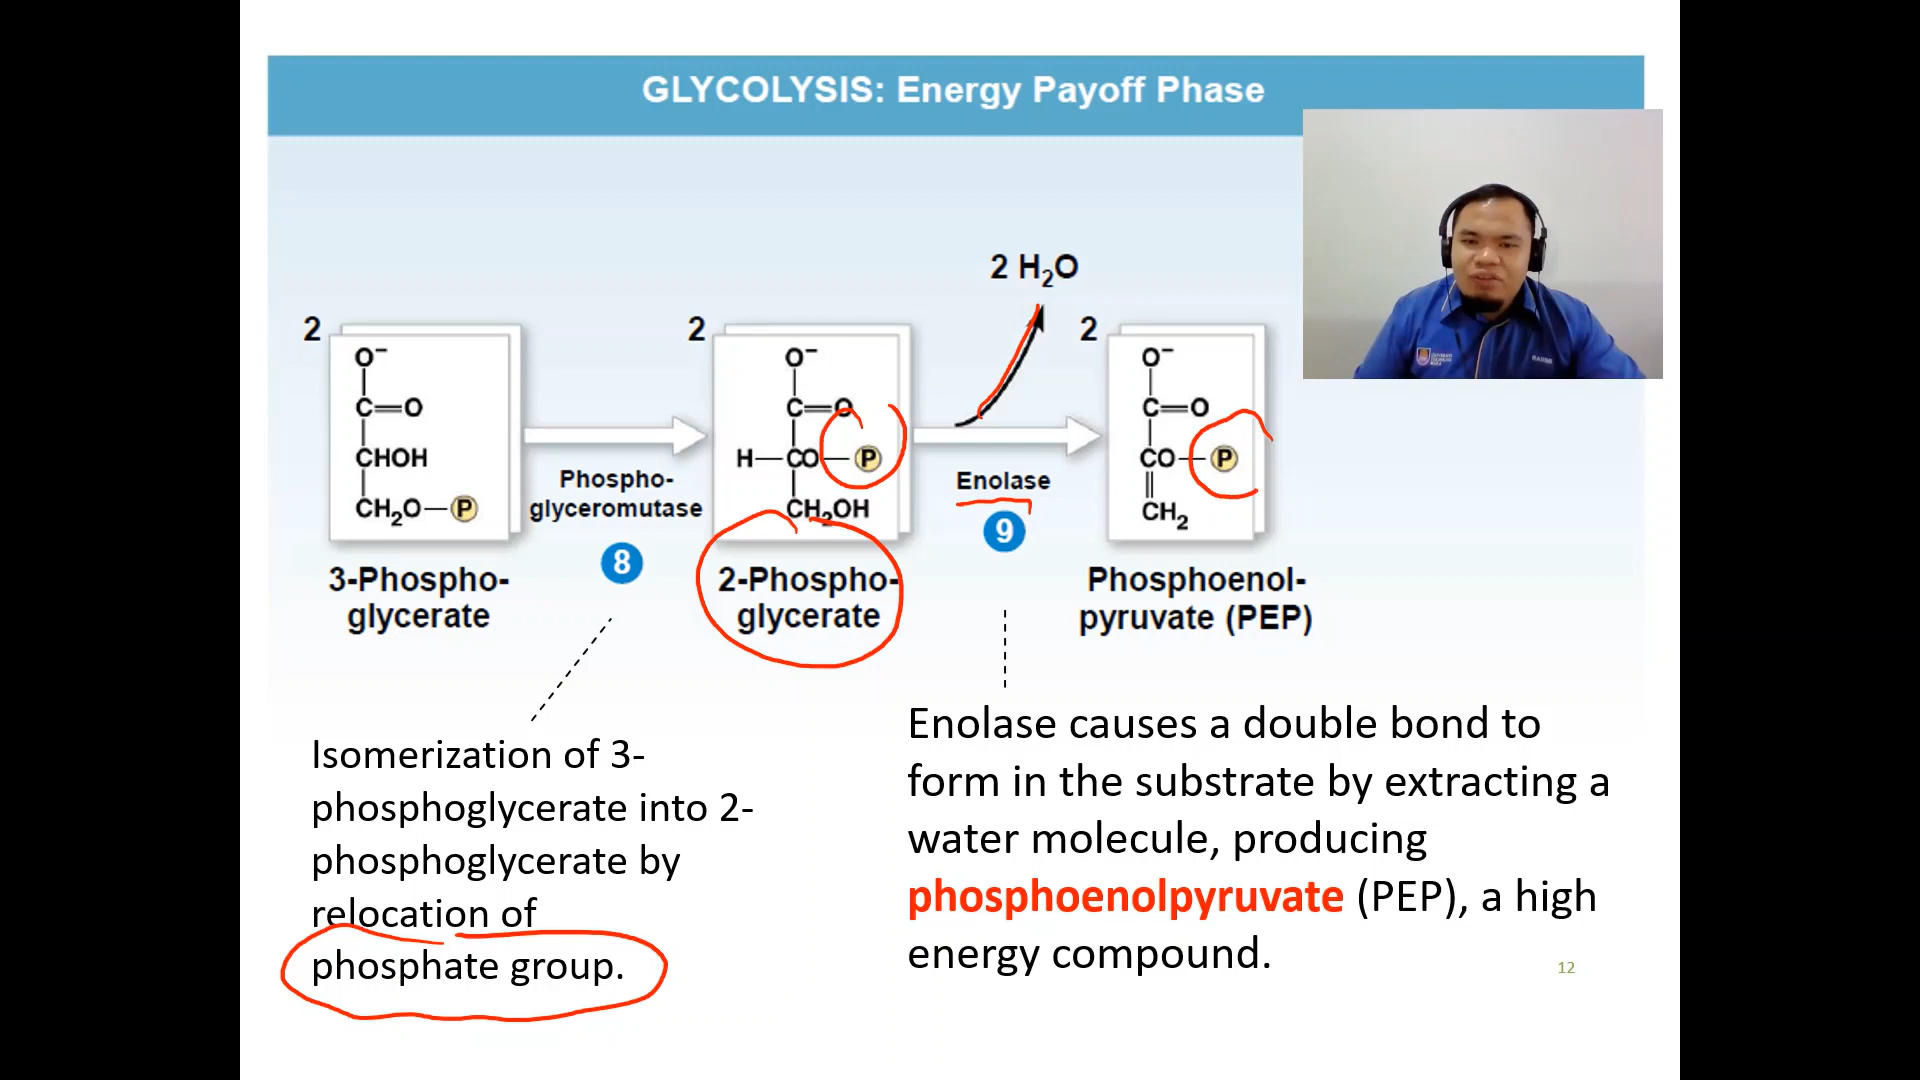 GLYCOLYSIS: Energy Payoff Phase
2 H2O
2
2
2
O–
C=O
CHOH
CH2O—P
O–
C=O
H—CO—P
CH2OH
O–
C=O
CO—P
CH2
Phospho-
glyceromutase
8
Enolase
9
3-Phospho-
glycerate
2-Phospho-
glycerate
Phosphoenol-
pyruvate (PEP)
Isomerization of 3-
phosphoglycerate into 2-
phosphoglycerate by
relocation of
phosphate group.
Enolase causes a double bond to
form in the substrate by extracting a
water molecule, producing
phosphoenolpyruvate (PEP), a high
energy compound.
12